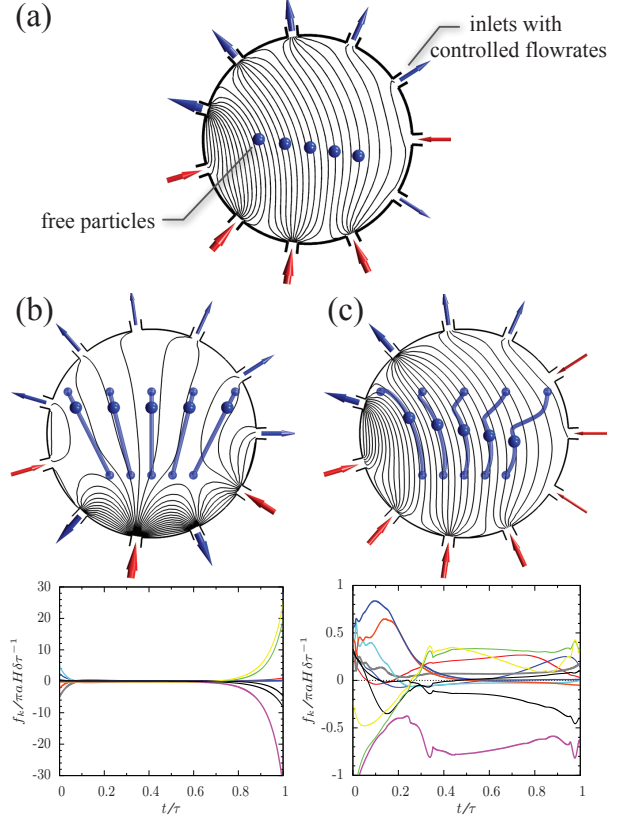 (a)
inlets with
controlled flowrates
free particles
(b)
(c)
30
20
10
0
-10
-20
-30
f_k/πaHδτ⁻¹
0 0.2 0.4 0.6 0.8 1
t/τ
1
0.5
0
-0.5
-1
f_k/πaHδτ⁻¹
0 0.2 0.4 0.6 0.8 1
t/τ